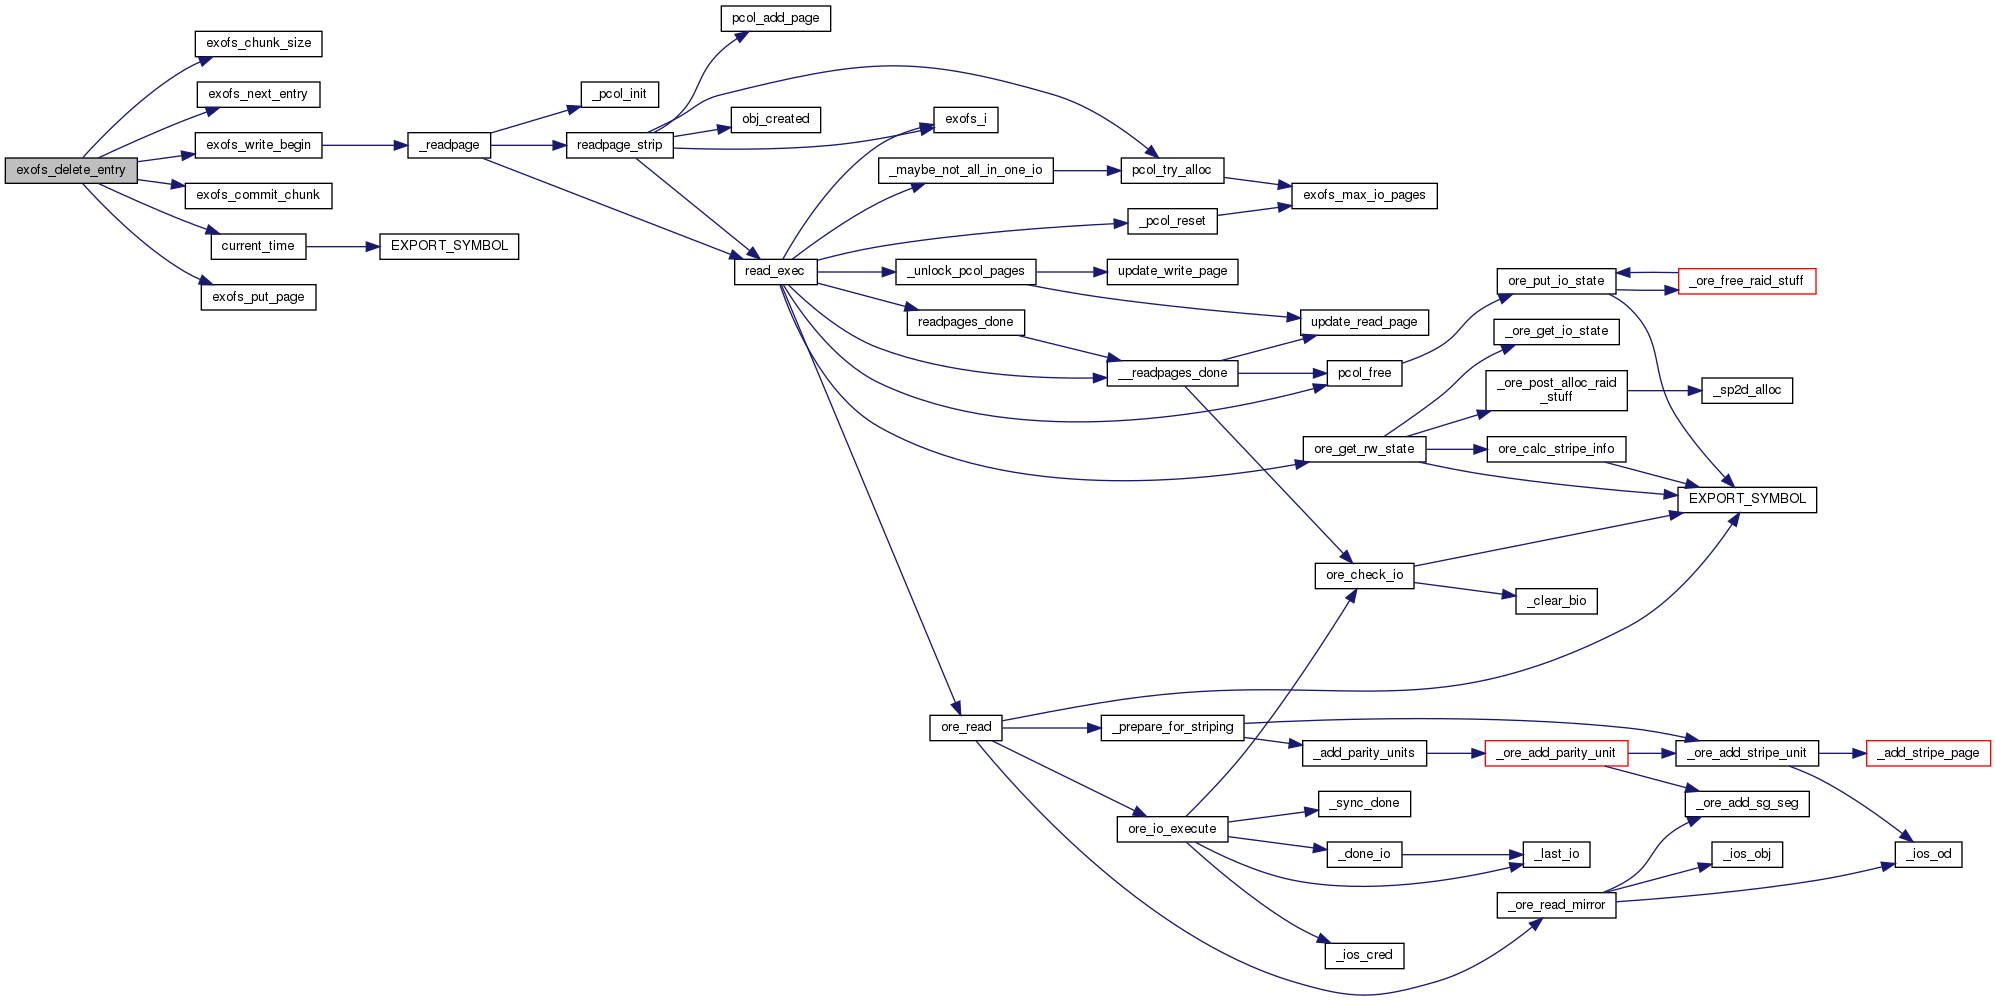 pcol_add_page
exofs_chunk_size
exofs_next_entry
_pcol_init
obj_created
exofs_i
exofs_write_begin
_readpage
readpage_strip
exofs_delete_entry
_maybe_not_all_in_one_io
pcol_try_alloc
exofs_commit_chunk
exofs_max_io_pages
_pcol_reset
current_time
EXPORT_SYMBOL
read_exec
_unlock_pcol_pages
update_write_page
ore_put_io_state
_ore_free_raid_stuff
exofs_put_page
readpages_done
update_read_page
_ore_get_io_state
__readpages_done
pcol_free
_ore_post_alloc_raid
_stuff
_sp2d_alloc
ore_get_rw_state
ore_calc_stripe_info
EXPORT_SYMBOL
ore_check_io
_clear_bio
ore_read
_prepare_for_striping
_add_parity_units
_ore_add_parity_unit
_ore_add_stripe_unit
_add_stripe_page
_sync_done
_ore_add_sg_seg
ore_io_execute
_done_io
_last_io
_ios_obj
_ios_od
_ore_read_mirror
_ios_cred